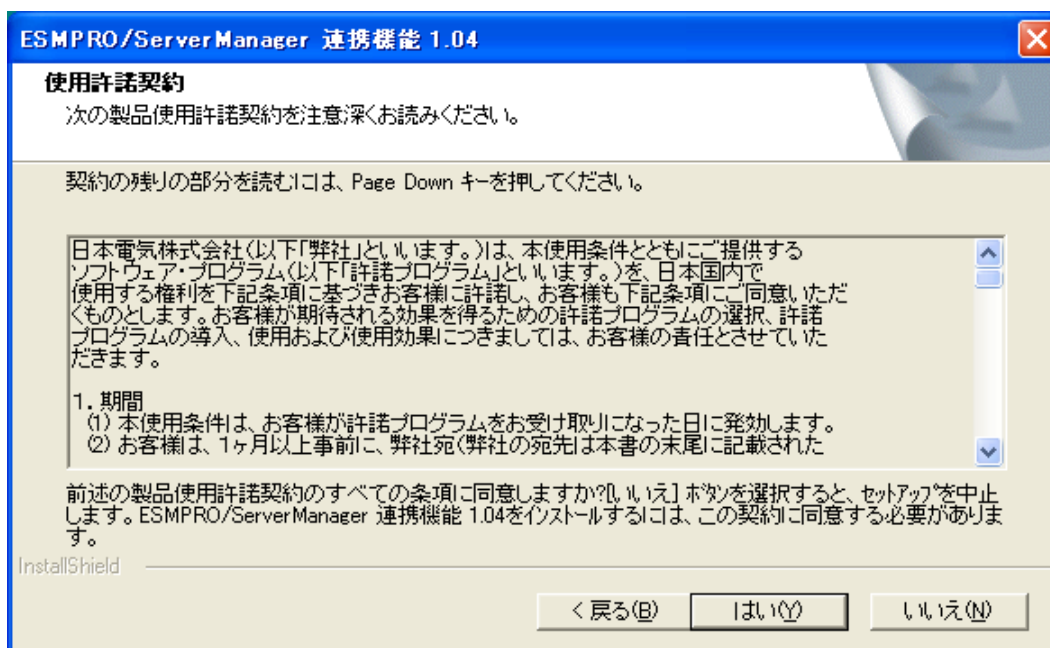 ESMPRO/ServerManager 連携機能 1.04
使用許諾契約
次の製品使用許諾契約を注意深くお読みください。
契約の残りの部分を読むには、Page Down キーを押してください。
日本電気株式会社(以下「弊社」といいます。)は、本使用条件とともにご提供する
ソフトウェア・プログラム(以下「許諾プログラム」といいます。)を、日本国内で
使用する権利を下記条項に基づきお客様に許諾し、お客様も下記条項にご同意いただ
くものとします。お客様が期待される効果を得るための許諾プログラムの選択、許諾
プログラムの導入、使用および使用効果につきましては、お客様の責任とさせていた
だきます。
1. 期間
(1) 本使用条件は、お客様が許諾プログラムをお受け取りになった日に発効します。
(2) お客様は、1ヶ月以上事前に、弊社宛(弊社の宛先は本書の末尾に記載された
前述の製品使用許諾契約のすべての条項に同意しますか?[いいえ] ボタンを選択すると、セットアップを中止
します。ESMPRO/ServerManager 連携機能 1.04をインストールするには、この契約に同意する必要がありま
す。
InstallShield
< 戻る(B) はい(Y) いいえ(N)